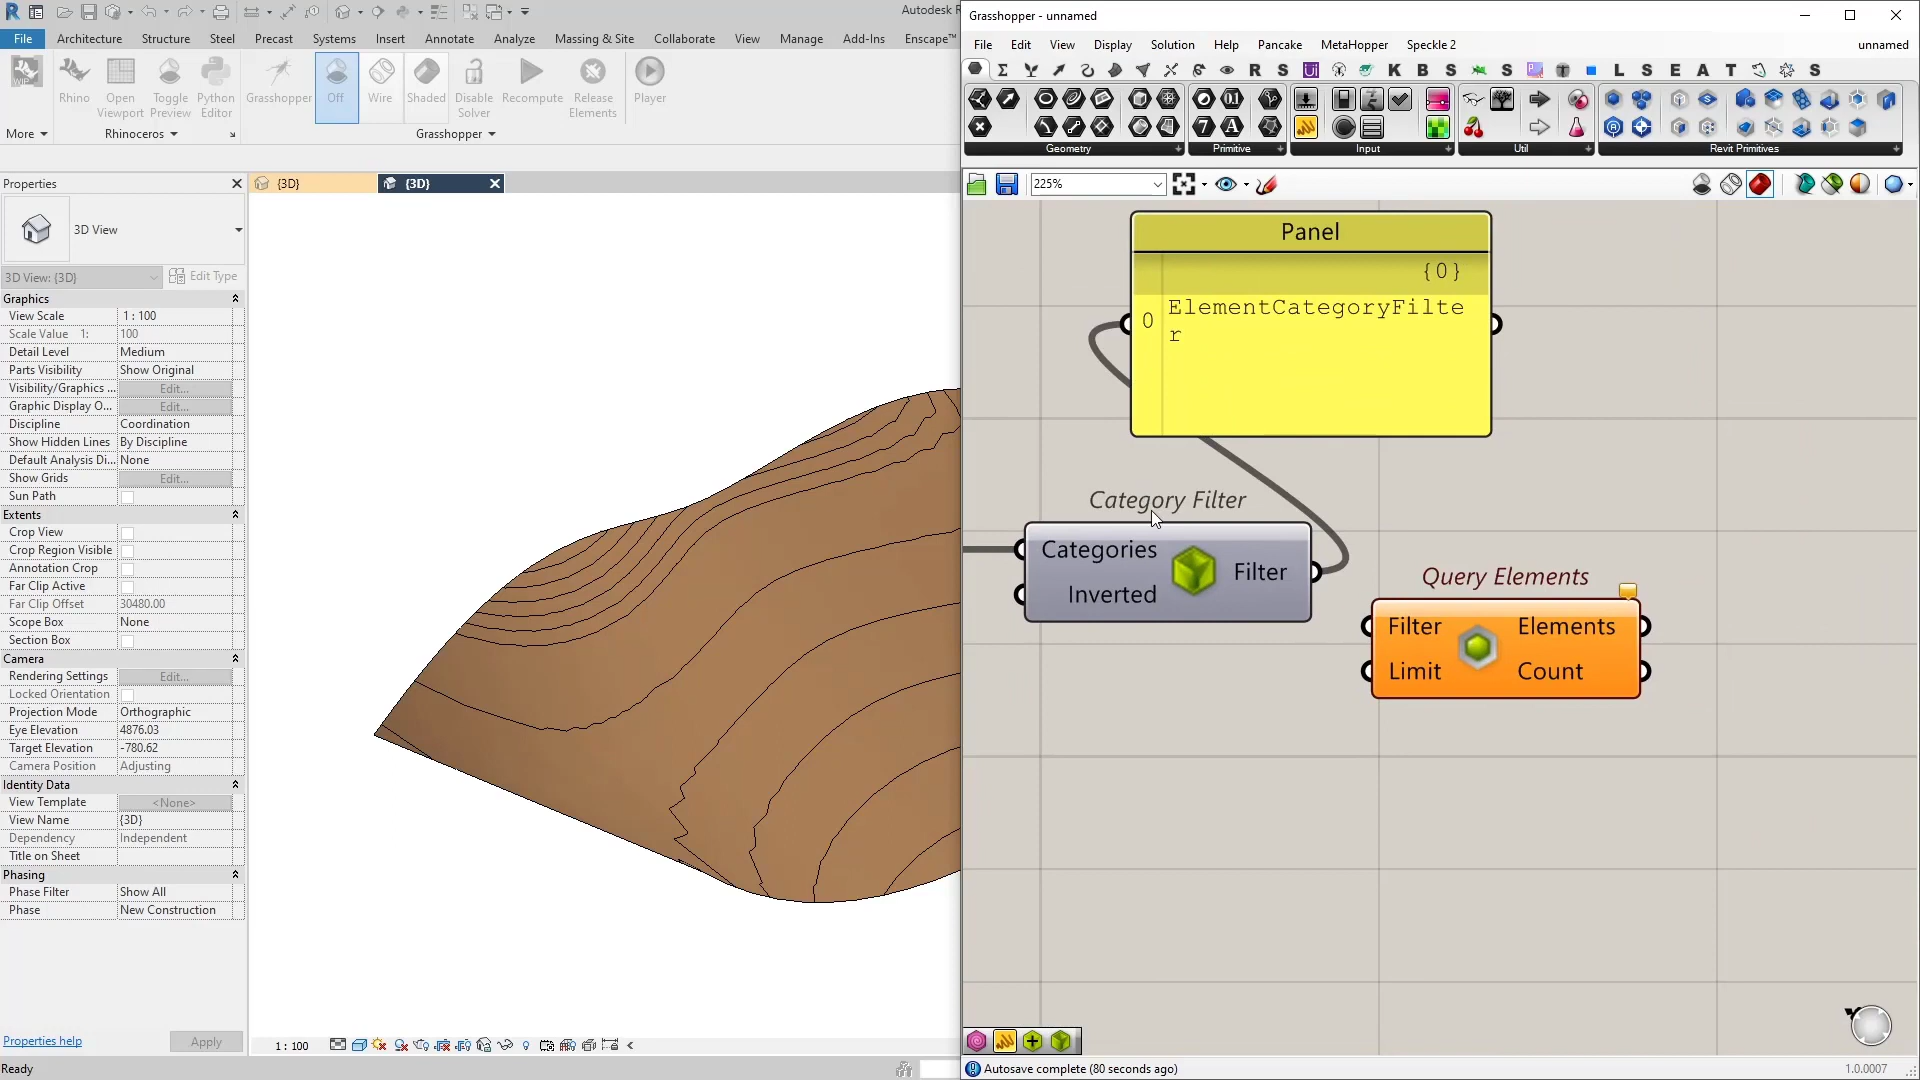 Autodesk R
File Architecture Structure Steel Precast Systems Insert Annotate Analyze Massing & Site Collaborate View Manage Add-Ins Enscape™
WIP
Rhino Open Viewport Toggle Preview Python Editor Grasshopper Off Wire Shaded Disable Solver Recompute Release Elements Player
More Rhinoceros Grasshopper
Properties
{3D} {3D}
3D View
3D View: {3D} Edit Type
Graphics
View Scale 1 : 100
Scale Value 1: 100
Detail Level Medium
Parts Visibility Show Original
Visibility/Graphics ... Edit...
Graphic Display O... Edit...
Discipline Coordination
Show Hidden Lines By Discipline
Default Analysis Di... None
Show Grids Edit...
Sun Path
Extents
Crop View
Crop Region Visible
Annotation Crop
Far Clip Active
Far Clip Offset 30480.00
Scope Box None
Section Box
Camera
Rendering Settings Edit...
Locked Orientation
Projection Mode Orthographic
Eye Elevation 4876.03
Target Elevation -780.62
Camera Position Adjusting
Identity Data
View Template <None>
View Name {3D}
Dependency Independent
Title on Sheet
Phasing
Phase Filter Show All
Phase New Construction
Properties help Apply
1 : 100
Ready
Grasshopper - unnamed
File Edit View Display Solution Help Pancake MetaHopper Speckle 2 unnamed
R S K B S S L S E A T S
Geometry Primitive Input Util Revit Primitives
225%
Panel
{0}
0 ElementCategoryFilte
r
Category Filter
Categories
Inverted
Filter
Query Elements
Filter Elements
Limit Count
Autosave complete (80 seconds ago) 1.0.0007